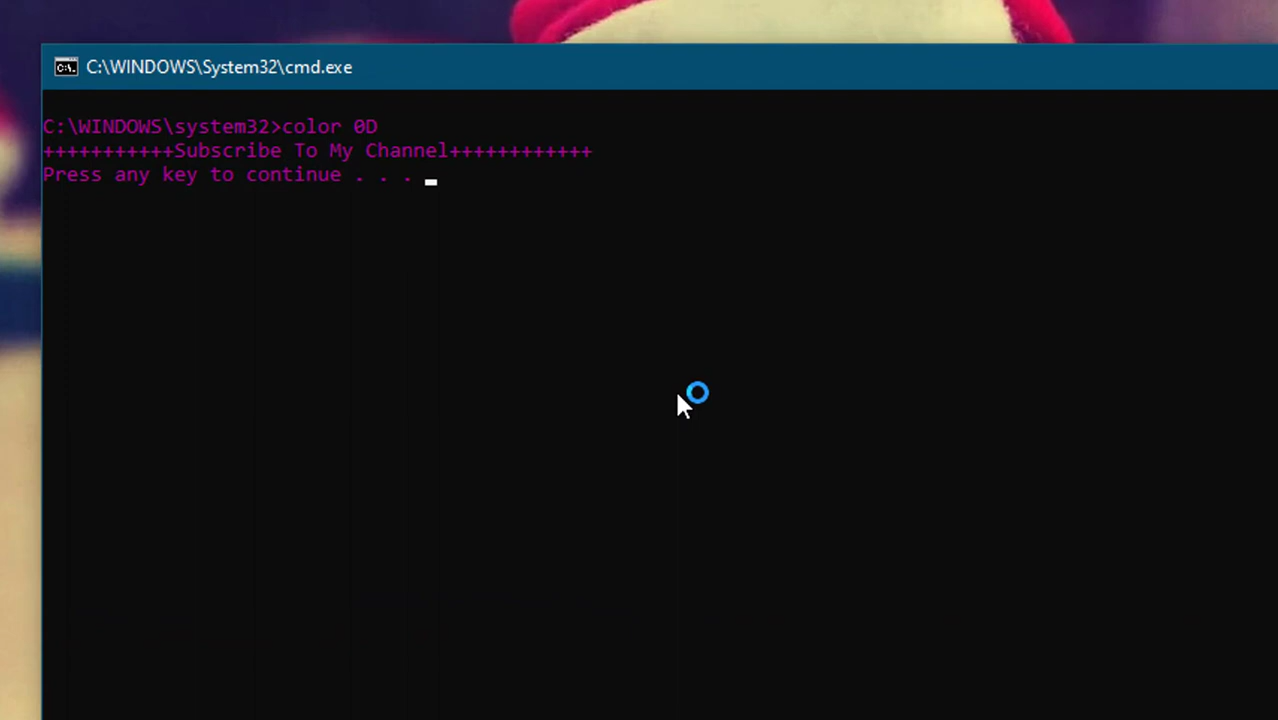 C:\WINDOWS\System32\cmd.exe
C:\WINDOWS\system32>color 0D
+++++++++++Subscribe To My Channel++++++++++++
Press any key to continue . . .